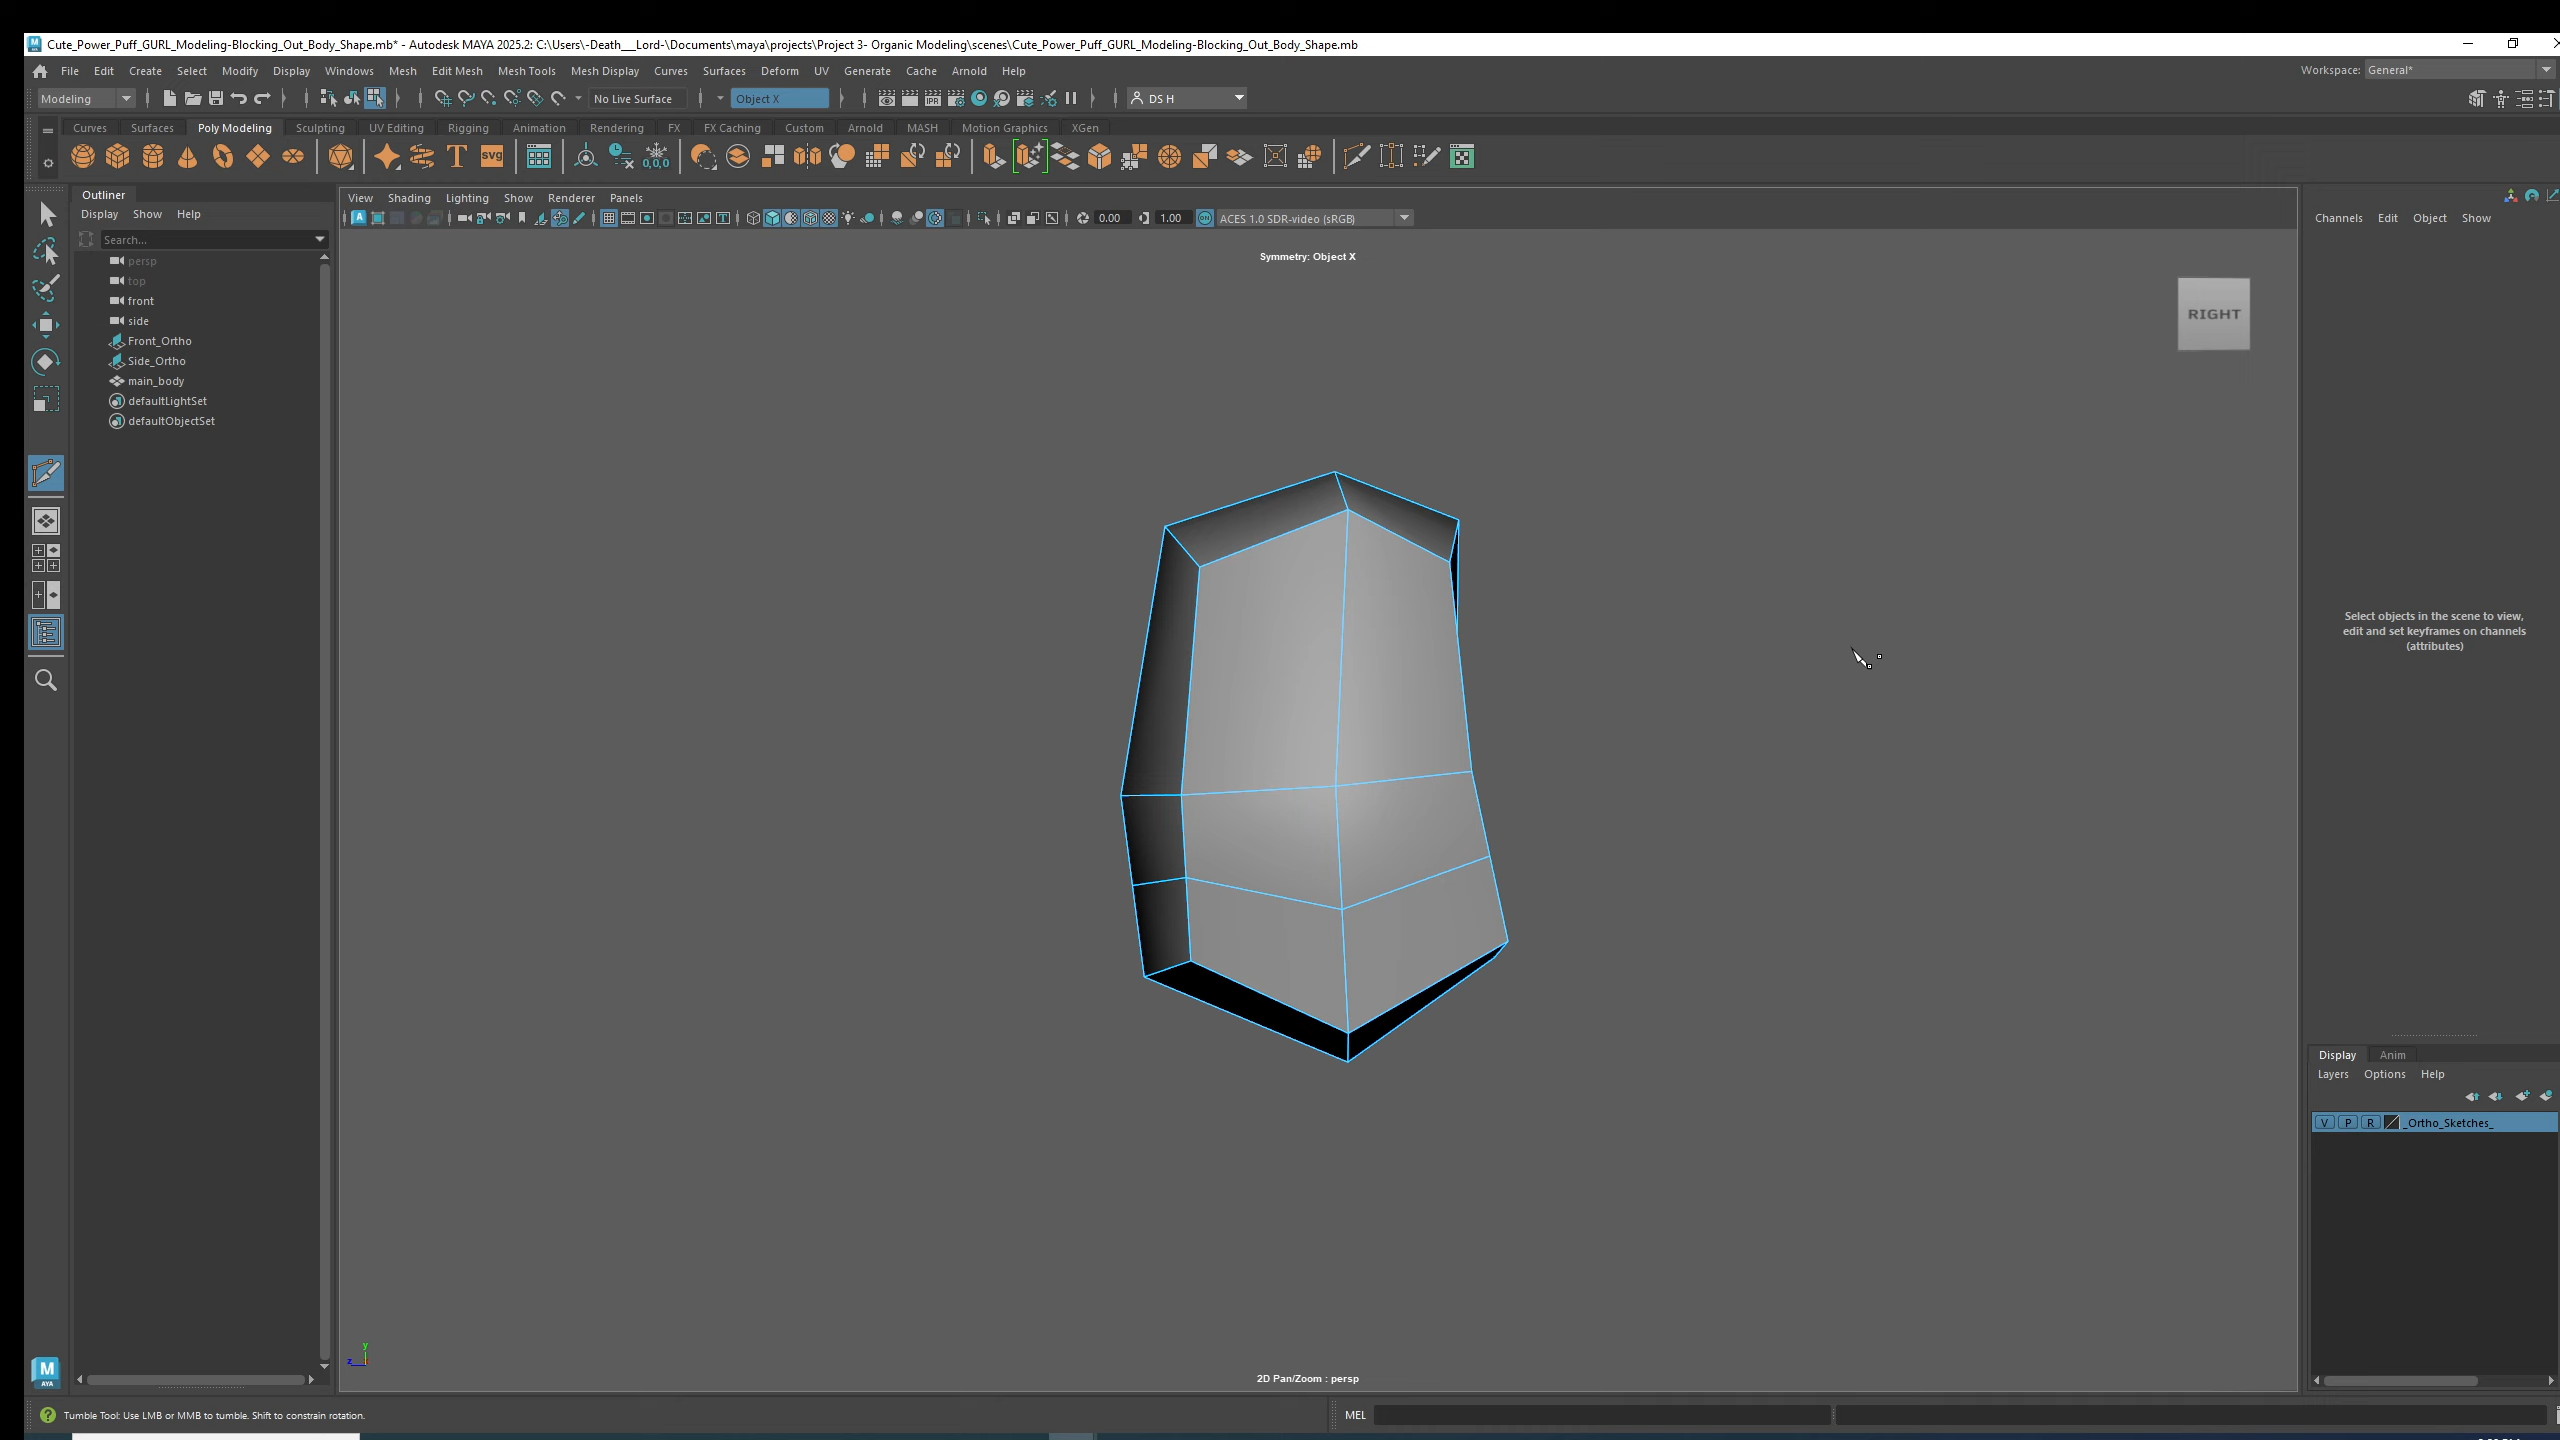 Cute_Power_Puff_GURL_Modeling-Blocking_Out_Body_Shape.mb* - Autodesk MAYA 2025.2: C:\Users\-Death__Lord-\Documents\maya\projects\Project 3- Organic Modeling\scenes\Cute_Power_Puff_GURL_Modeling-Blocking_Out_Body_Shape.mb
File Edit Create Select Modify Display Windows Mesh Edit Mesh Mesh Tools Mesh Display Curves Surfaces Deform UV Generate Cache Arnold Help Workspace: General*
Modeling No Live Surface Object X IPR DS H
Curves Surfaces Poly Modeling Sculpting UV Editing Rigging Animation Rendering FX FX Caching Custom Arnold MASH Motion Graphics XGen
T SVG 0,0,0
Outliner
Display Show Help
Search...
persp
top
front
side
Front_Ortho
Side_Ortho
main_body
defaultLightSet
defaultObjectSet
View Shading Lighting Show Renderer Panels
0.00 1.00 ON ACES 1.0 SDR-video (sRGB)
Symmetry: Object X
RIGHT
y
z
2D Pan/Zoom : persp
Channels Edit Object Show
Select objects in the scene to view,
edit and set keyframes on channels
(attributes)
Display Anim
Layers Options Help
V P R _Ortho_Sketches_
M
AYA
Tumble Tool: Use LMB or MMB to tumble. Shift to constrain rotation.
MEL